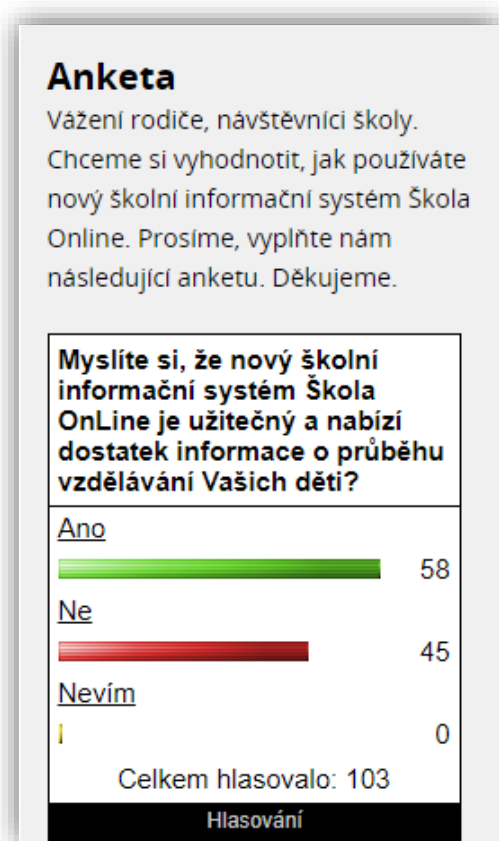 Anketa
Vážení rodiče, návštěvníci školy.
Chceme si vyhodnotit, jak používáte
nový školní informační systém Škola
Online. Prosíme, vyplňte nám
následující anketu. Děkujeme.
Myslíte si, že nový školní
informační systém Škola
OnLine je užitečný a nabízí
dostatek informace o průběhu
vzdělávání Vašich děti?
Ano
58
Ne
45
Nevím
0
Celkem hlasovalo: 103
Hlasování